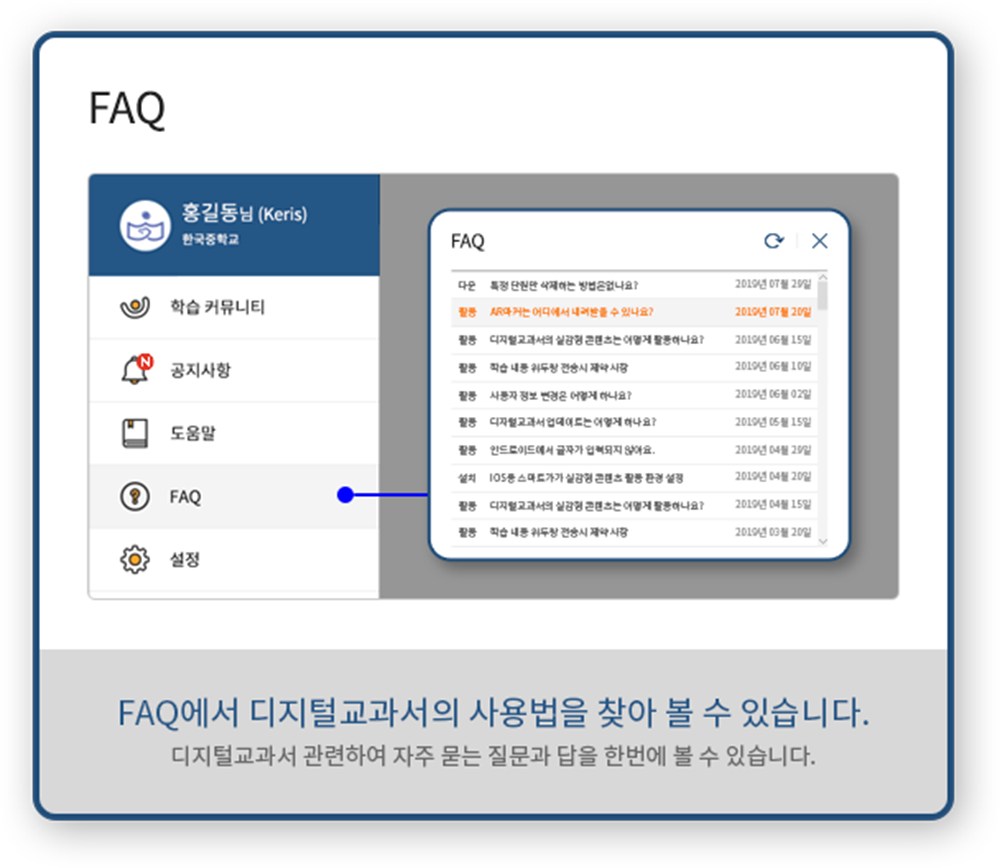 FAQ
홍길동님 (Keris)
한국중학교
학습 커뮤니티
N
공지사항
도움말
FAQ
설정
FAQ
다운 특정 단원만 삭제하는 방법은없나요? 2019년 07월 29일
활동 AR마커는 어디에서 내려받을 수 있나요? 2019년 07월 20일
활동 디지털교과서의 실감형 콘텐츠는 어떻게 활동하나요? 2019년 06월 15일
활동 학습 내용 위두랑 전송시 제약 사항 2019년 06월 10일
활동 사용자 정보 변경은 어떻게 하나요? 2019년 06월 02일
활동 디지털교과서 업데이트는 어떻게 하나요? 2019년 05월 15일
활동 안드로이드에서 글자가 입력되지 않아요. 2019년 04월 29일
설치 IOS용 스마트기기 실감형 콘텐츠 활동 환경 설정 2019년 04월 20일
활동 디지털교과서의 실감형 콘텐츠는 어떻게 활동하나요? 2019년 04월 15일
활동 학습 내용 위두랑 전송시 제약 사항 2019년 03월 20일
FAQ에서 디지털교과서의 사용법을 찾아 볼 수 있습니다.
디지털교과서 관련하여 자주 묻는 질문과 답을 한번에 볼 수 있습니다.